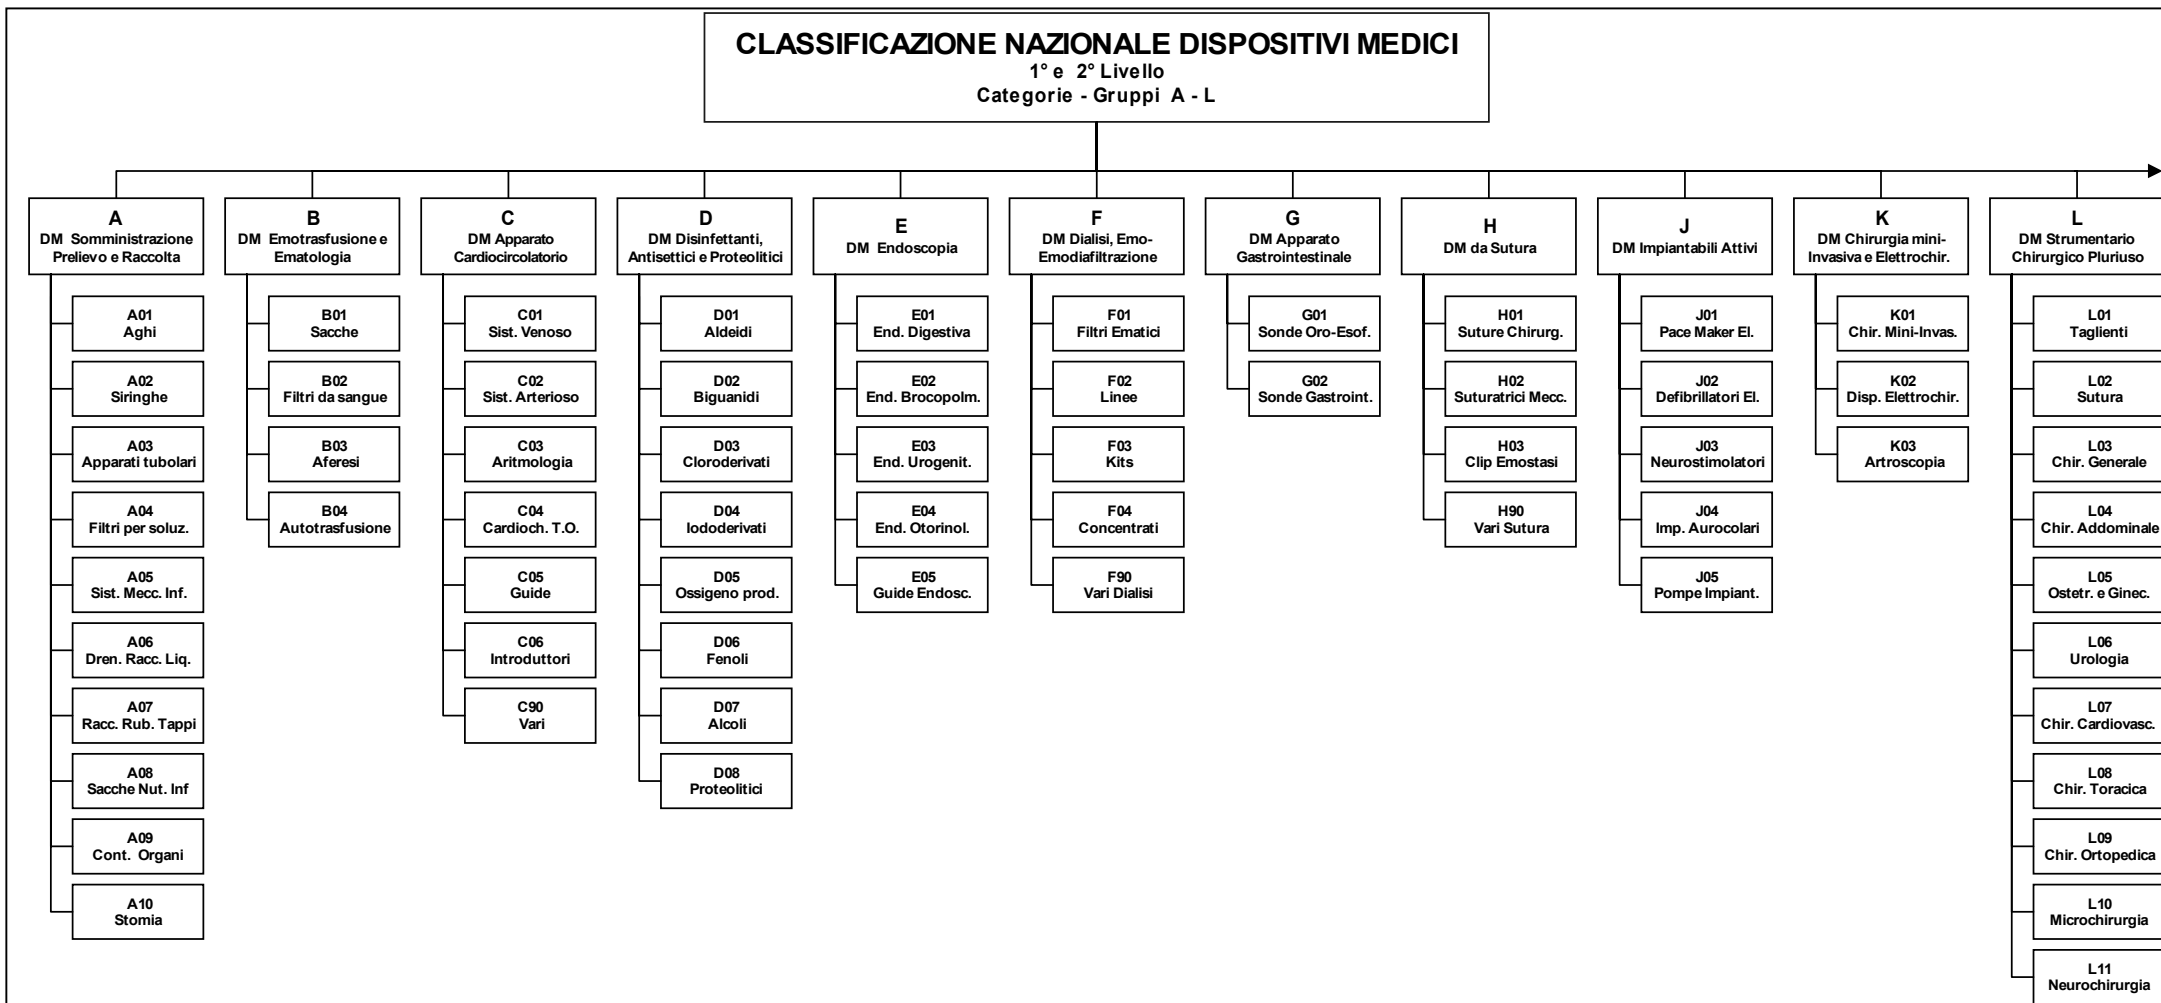 CLASSIFICAZIONE NAZIONALE DISPOSITIVI MEDICI
1° e 2° Livello
Categorie - Gruppi A - L
A
DM Somministrazione
Prelievo e Raccolta
A01
Aghi
A02
Siringhe
A03
Apparati tubolari
A04
Filtri per soluz.
A05
Sist. Mecc. Inf.
A06
Dren. Racc. Liq.
A07
Racc. Rub. Tappi
A08
Sacche Nut. Inf
A09
Cont. Organi
A10
Stomia
B
DM Emotrasfusione e
Ematologia
B01
Sacche
B02
Filtri da sangue
B03
Aferesi
B04
Autotrasfusione
C
DM Apparato
Cardiocircolatorio
C01
Sist. Venoso
C02
Sist. Arterioso
C03
Aritmologia
C04
Cardioch. T.O.
C05
Guide
C06
Introduttori
C90
Vari
D
DM Disinfettanti,
Antisettici e Proteolitici
D01
Aldeidi
D02
Biguanidi
D03
Cloroderivati
D04
Iododerivati
D05
Ossigeno prod.
D06
Fenoli
D07
Alcoli
D08
Proteolitici
E
DM Endoscopia
E01
End. Digestiva
E02
End. Brocopolm.
E03
End. Urogenit.
E04
End. Otorinol.
E05
Guide Endosc.
F
DM Dialisi, Emo-
Emodiafiltrazione
F01
Filtri Ematici
F02
Linee
F03
Kits
F04
Concentrati
F90
Vari Dialisi
G
DM Apparato
Gastrointestinale
G01
Sonde Oro-Esof.
G02
Sonde Gastroint.
H
DM da Sutura
H01
Suture Chirurg.
H02
Suturatrici Mecc.
H03
Clip Emostasi
H90
Vari Sutura
J
DM Impiantabili Attivi
J01
Pace Maker El.
J02
Defibrillatori El.
J03
Neurostimolatori
J04
Imp. Aurocolari
J05
Pompe Impiant.
K
DM Chirurgia mini-
Invasiva e Elettrochir.
K01
Chir. Mini-Invas.
K02
Disp. Elettrochir.
K03
Artroscopia
L
DM Strumentario
Chirurgico Pluriuso
L01
Taglienti
L02
Sutura
L03
Chir. Generale
L04
Chir. Addominale
L05
Ostetr. e Ginec.
L06
Urologia
L07
Chir. Cardiovasc.
L08
Chir. Toracica
L09
Chir. Ortopedica
L10
Microchirurgia
L11
Neurochirurgia